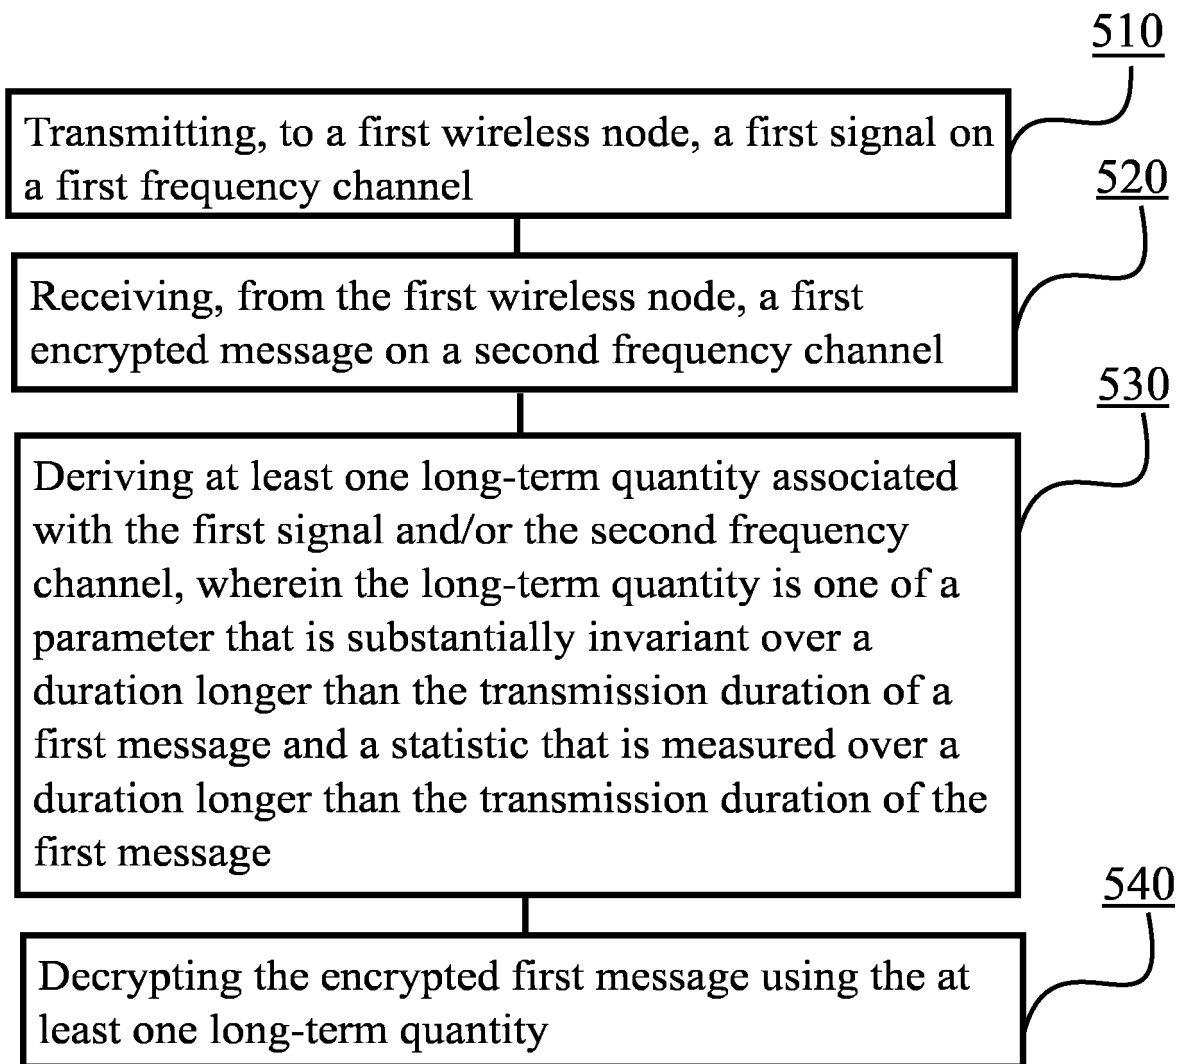 510
Transmitting, to a first wireless node, a first signal on
a first frequency channel
520
Receiving, from the first wireless node, a first
encrypted message on a second frequency channel
530
Deriving at least one long-term quantity associated
with the first signal and/or the second frequency
channel, wherein the long-term quantity is one of a
parameter that is substantially invariant over a
duration longer than the transmission duration of a
first message and a statistic that is measured over a
duration longer than the transmission duration of the
first message
540
Decrypting the encrypted first message using the at
least one long-term quantity